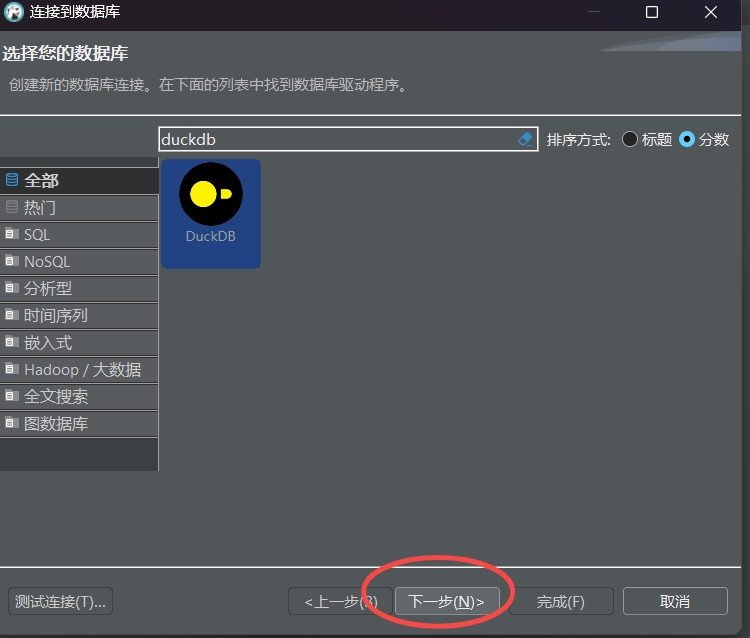 连接到数据库
选择您的数据库
创建新的数据库连接。在下面的列表中找到数据库驱动程序。
duckdb 排序方式: 标题 分数
全部
热门
SQL
NoSQL
分析型
时间序列
嵌入式
Hadoop / 大数据
全文搜索
图数据库
DuckDB
测试连接(T)... <上一步(B) 下一步(N)> 完成(F) 取消